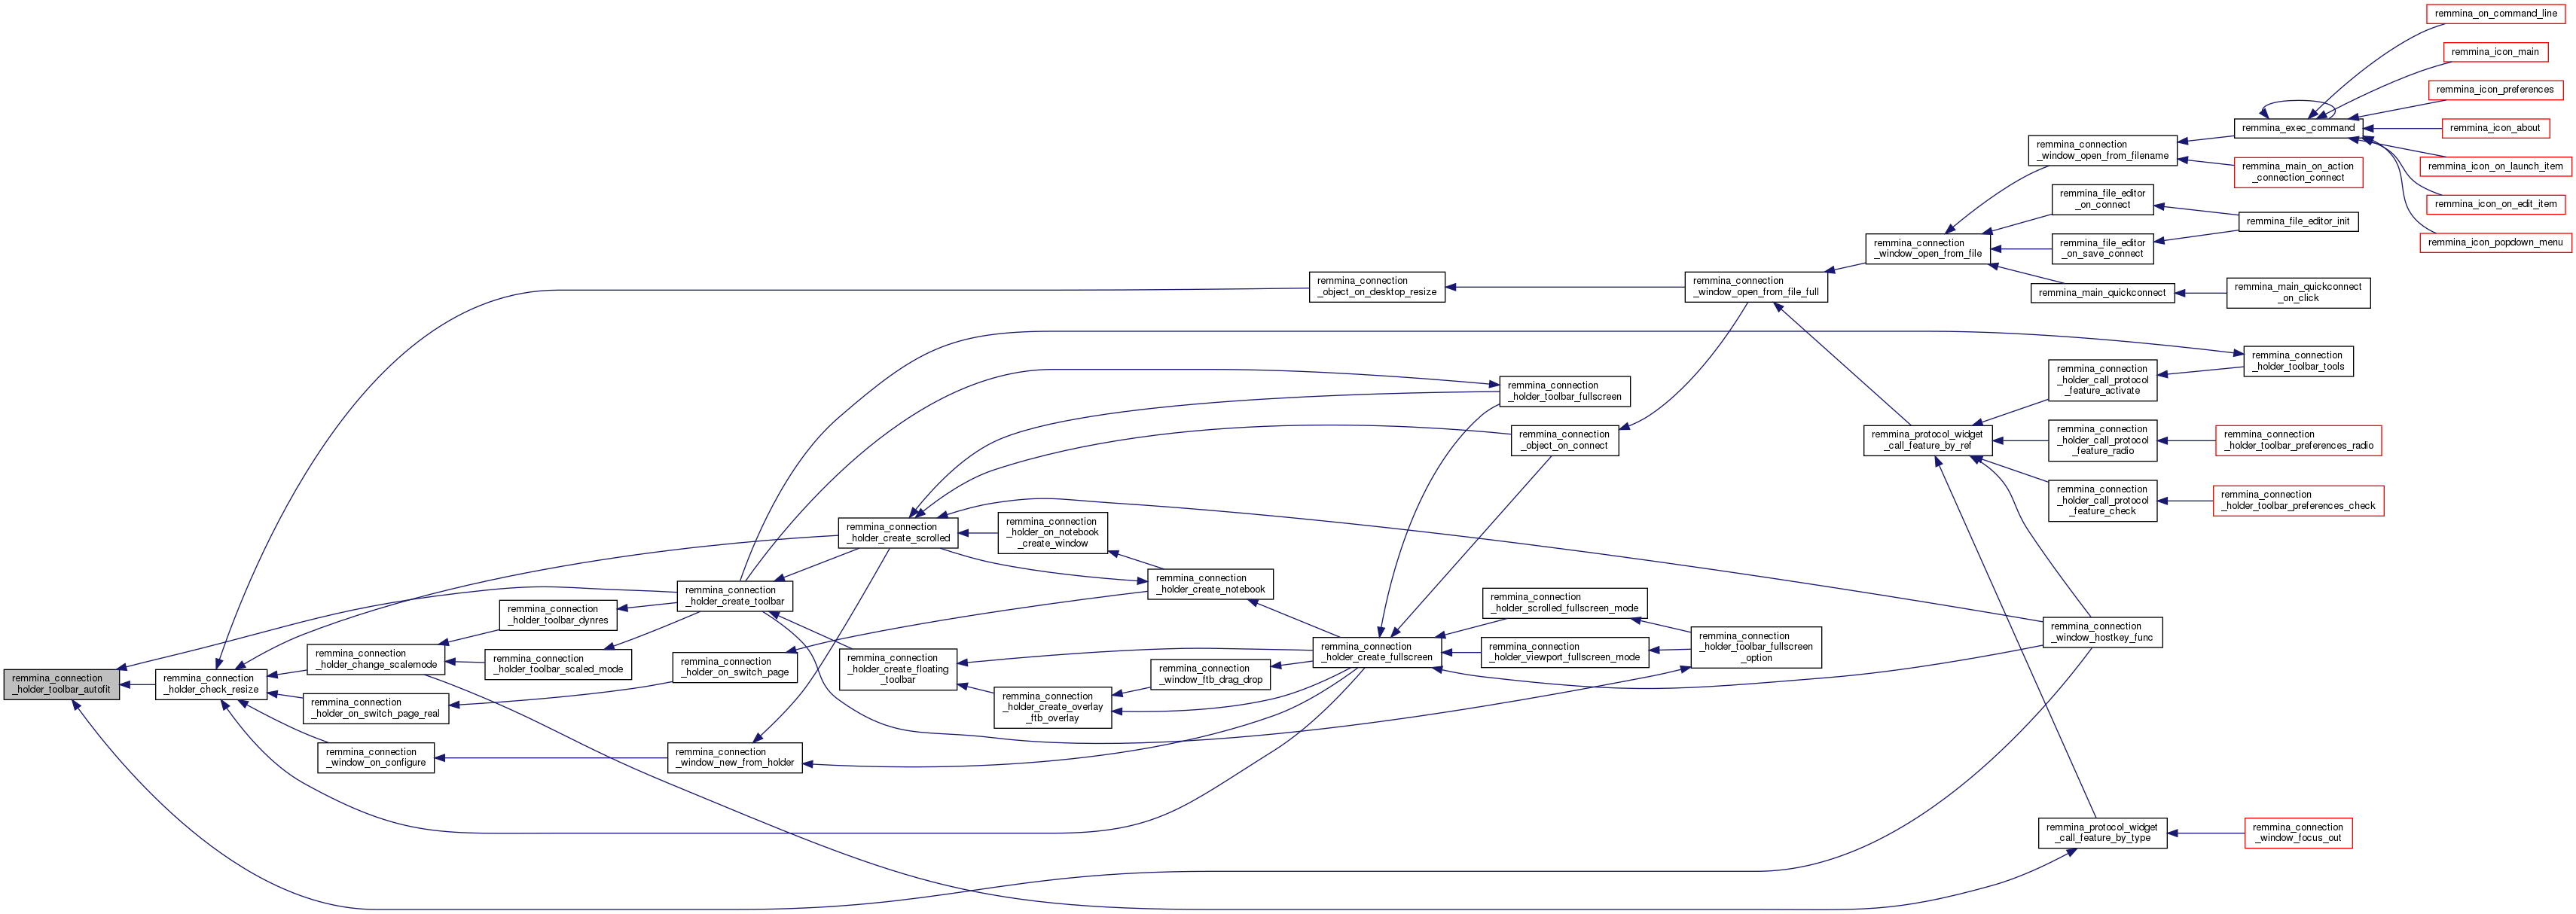 remmina_connection
_holder_toolbar_autofit
remmina_connection
_holder_check_resize
remmina_connection
_holder_change_scalemode
remmina_connection
_holder_on_switch_page_real
remmina_connection
_window_on_configure
remmina_connection
_holder_toolbar_dynres
remmina_connection
_holder_toolbar_scaled_mode
remmina_connection
_holder_create_toolbar
remmina_connection
_holder_on_switch_page
remmina_connection
_window_new_from_holder
remmina_connection
_holder_create_scrolled
remmina_connection
_holder_create_floating
_toolbar
remmina_connection
_holder_on_notebook
_create_window
remmina_connection
_holder_create_overlay
_ftb_overlay
remmina_connection
_holder_create_notebook
remmina_connection
_window_ftb_drag_drop
remmina_connection
_object_on_desktop_resize
remmina_connection
_holder_create_fullscreen
remmina_connection
_holder_toolbar_fullscreen
remmina_connection
_object_on_connect
remmina_connection
_holder_scrolled_fullscreen_mode
remmina_connection
_holder_viewport_fullscreen_mode
remmina_connection
_window_open_from_file_full
remmina_connection
_holder_toolbar_fullscreen
_option
remmina_connection
_window_open_from_file
remmina_protocol_widget
_call_feature_by_ref
remmina_connection
_window_open_from_filename
remmina_file_editor
_on_connect
remmina_file_editor
_on_save_connect
remmina_main_quickconnect
remmina_connection
_holder_call_protocol
_feature_activate
remmina_connection
_holder_call_protocol
_feature_radio
remmina_connection
_holder_call_protocol
_feature_check
remmina_connection
_window_hostkey_func
remmina_protocol_widget
_call_feature_by_type
remmina_exec_command
remmina_main_on_action
_connection_connect
remmina_file_editor_init
remmina_main_quickconnect
_on_click
remmina_connection
_holder_toolbar_tools
remmina_connection
_holder_toolbar_preferences_radio
remmina_connection
_holder_toolbar_preferences_check
remmina_connection
_window_focus_out
remmina_on_command_line
remmina_icon_main
remmina_icon_preferences
remmina_icon_about
remmina_icon_on_launch_item
remmina_icon_on_edit_item
remmina_icon_popdown_menu